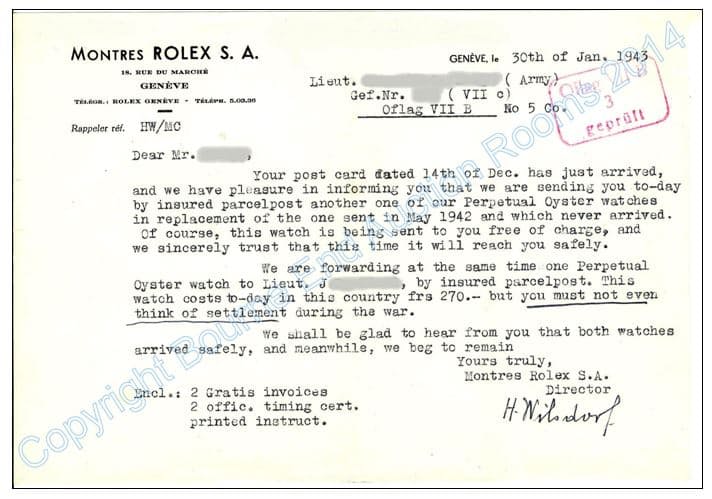 MONTRES ROLEX S. A.
18, RUE DU MARCHÉ
GENÈVE
TÉLÉGR.: ROLEX GENÈVE - TÉLÉPH. 5.03.36
Rappeler réf. HW/MC
GENÈVE, le 30th of Jan. 1943
Lieut. ( Army)
Gef.Nr. ( VII c)
Oflag VII B No 5 Co.
Oflag VII B
3
geprüft
Dear Mr. ,
Your post card dated 14th of Dec. has just arrived,
and we have pleasure in informing you that we are sending you to-day
by insured parcelpost another one of our Perpetual Oyster watches
in replacement of the one sent in May 1942 and which never arrived.
Of course, this watch is being sent to you free of charge, and
we sincerely trust that this time it will reach you safely.
We are forwarding at the same time one Perpetual
Oyster watch to Lieut. J , by insured parcelpost. This
watch costs to-day in this country frs 270.- but you must not even
think of settlement during the war.
We shall be glad to hear from you that both watches
arrived safely, and meanwhile, we beg to remain
Yours truly,
Montres Rolex S.A.
Director
H. Wilsdorf
Encl.: 2 Gratis invoices
2 offic. timing cert.
printed instruct.
Copyright Bourne End Auction Rooms 2014